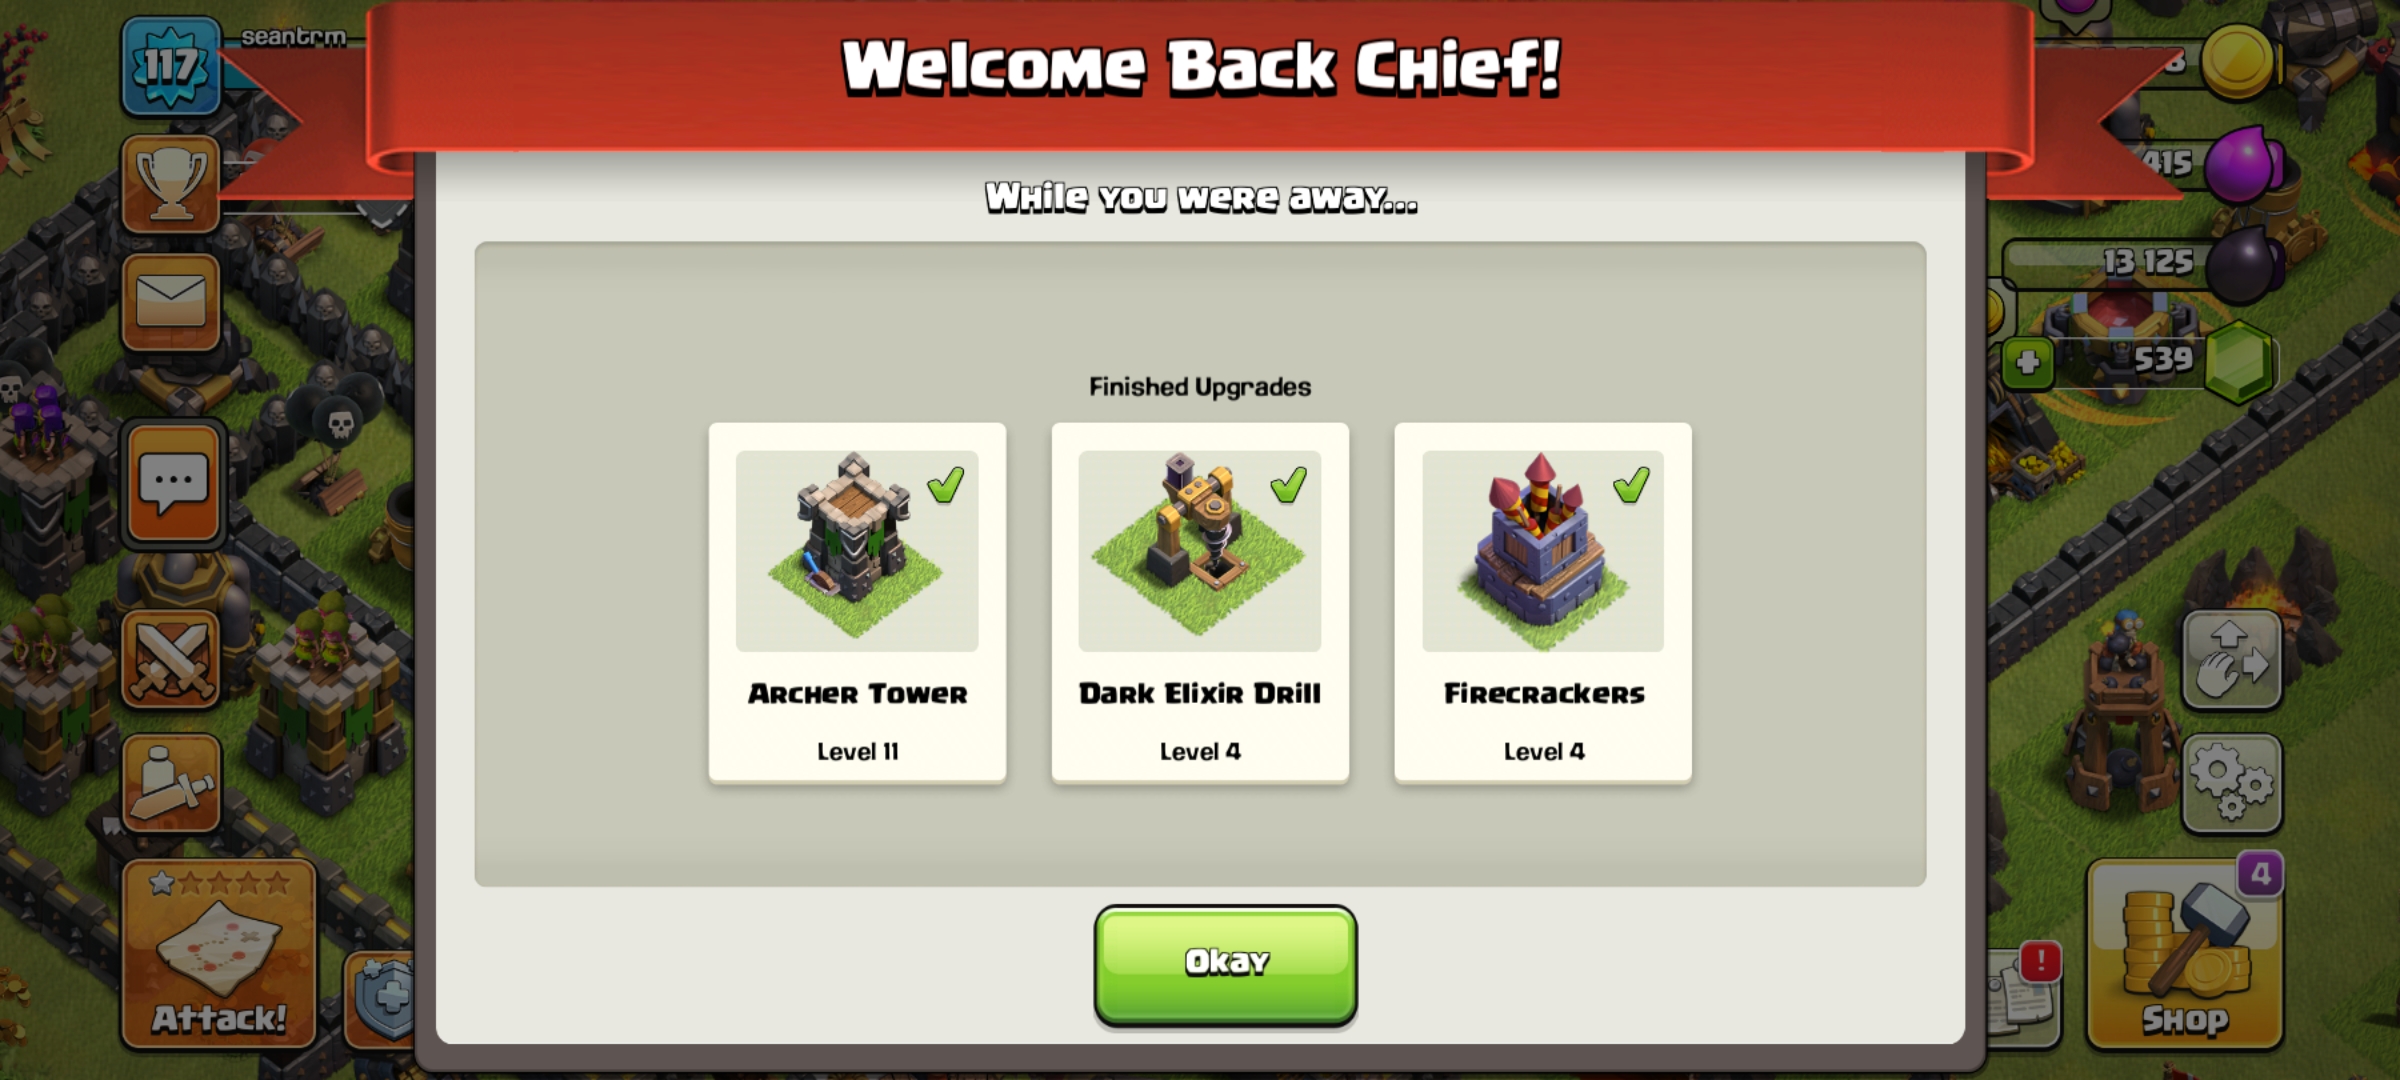 117
seantrm
Welcome Back Chief!
While you were away...
415
13 125
539
Finished Upgrades
Archer Tower
Level 11
Dark Elixir Drill
Level 4
Firecrackers
Level 4
Okay
Attack!
!
4
Shop